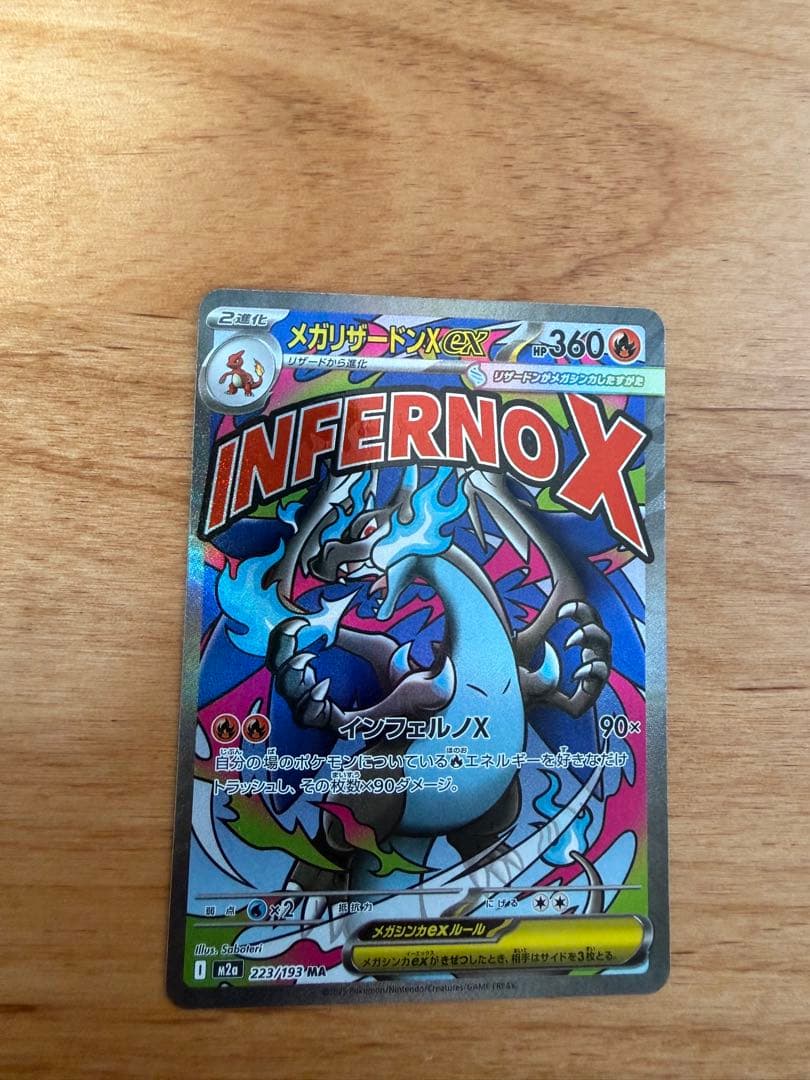 2進化
メガリザードンXex
HP360
リザードから進化
リザードンがメガシンカしたすがた
INFERNO X
インフェルノX 90×
自分の場のポケモンについているエネルギーを好きなだけ
トラッシュし、その枚数×90ダメージ。
弱点 ×2 抵抗力 にげる
メガシンカexルール
メガシンカexがきぜつしたとき、相手はサイドを3枚とる。
Illus. Saboteri
I M2a 223/193 MA
©2025 Pokémon/Nintendo/Creatures/GAME FREAK.